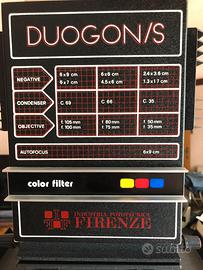 DUOGON/S
NEGATIVE 6x9 cm 6x6 cm 2,4x3,6 cm
6x7 cm 4,5x6 cm 1,3x17 cm
CONDENSER C 69 C 66 C 35
OBJECTIVE f. 105 mm f. 80 mm f. 50 mm
f. 100 mm f. 75 mm f. 35 mm
AUTOFOCUS 6x9 cm
color filter
INDUSTRIA FOTOTECNICA
FIRENZE
subito